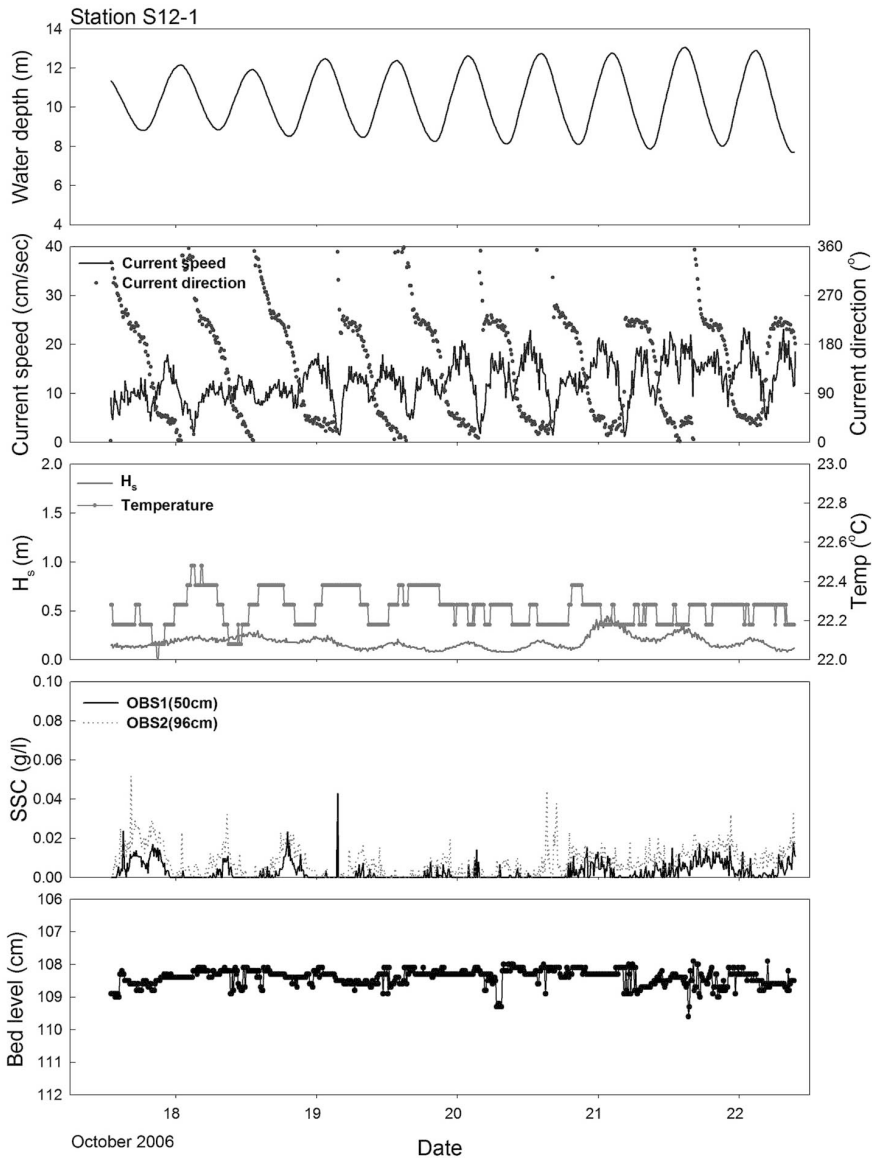 Station S12-1
14
12
10
8
6
4
Water depth (m)
40
30
20
10
0
Current speed (cm/sec)
Current speed
Current direction
360
270
180
90
0
Current direction (°)
2.0
1.5
1.0
0.5
0.0
Hs (m)
Hs
Temperature
23.0
22.8
22.6
22.4
22.2
22.0
Temp (°C)
0.10
0.08
0.06
0.04
0.02
0.00
SSC (g/l)
OBS1(50cm)
OBS2(96cm)
106
107
108
109
110
111
112
Bed level (cm)
18
19
20
21
22
October 2006
Date